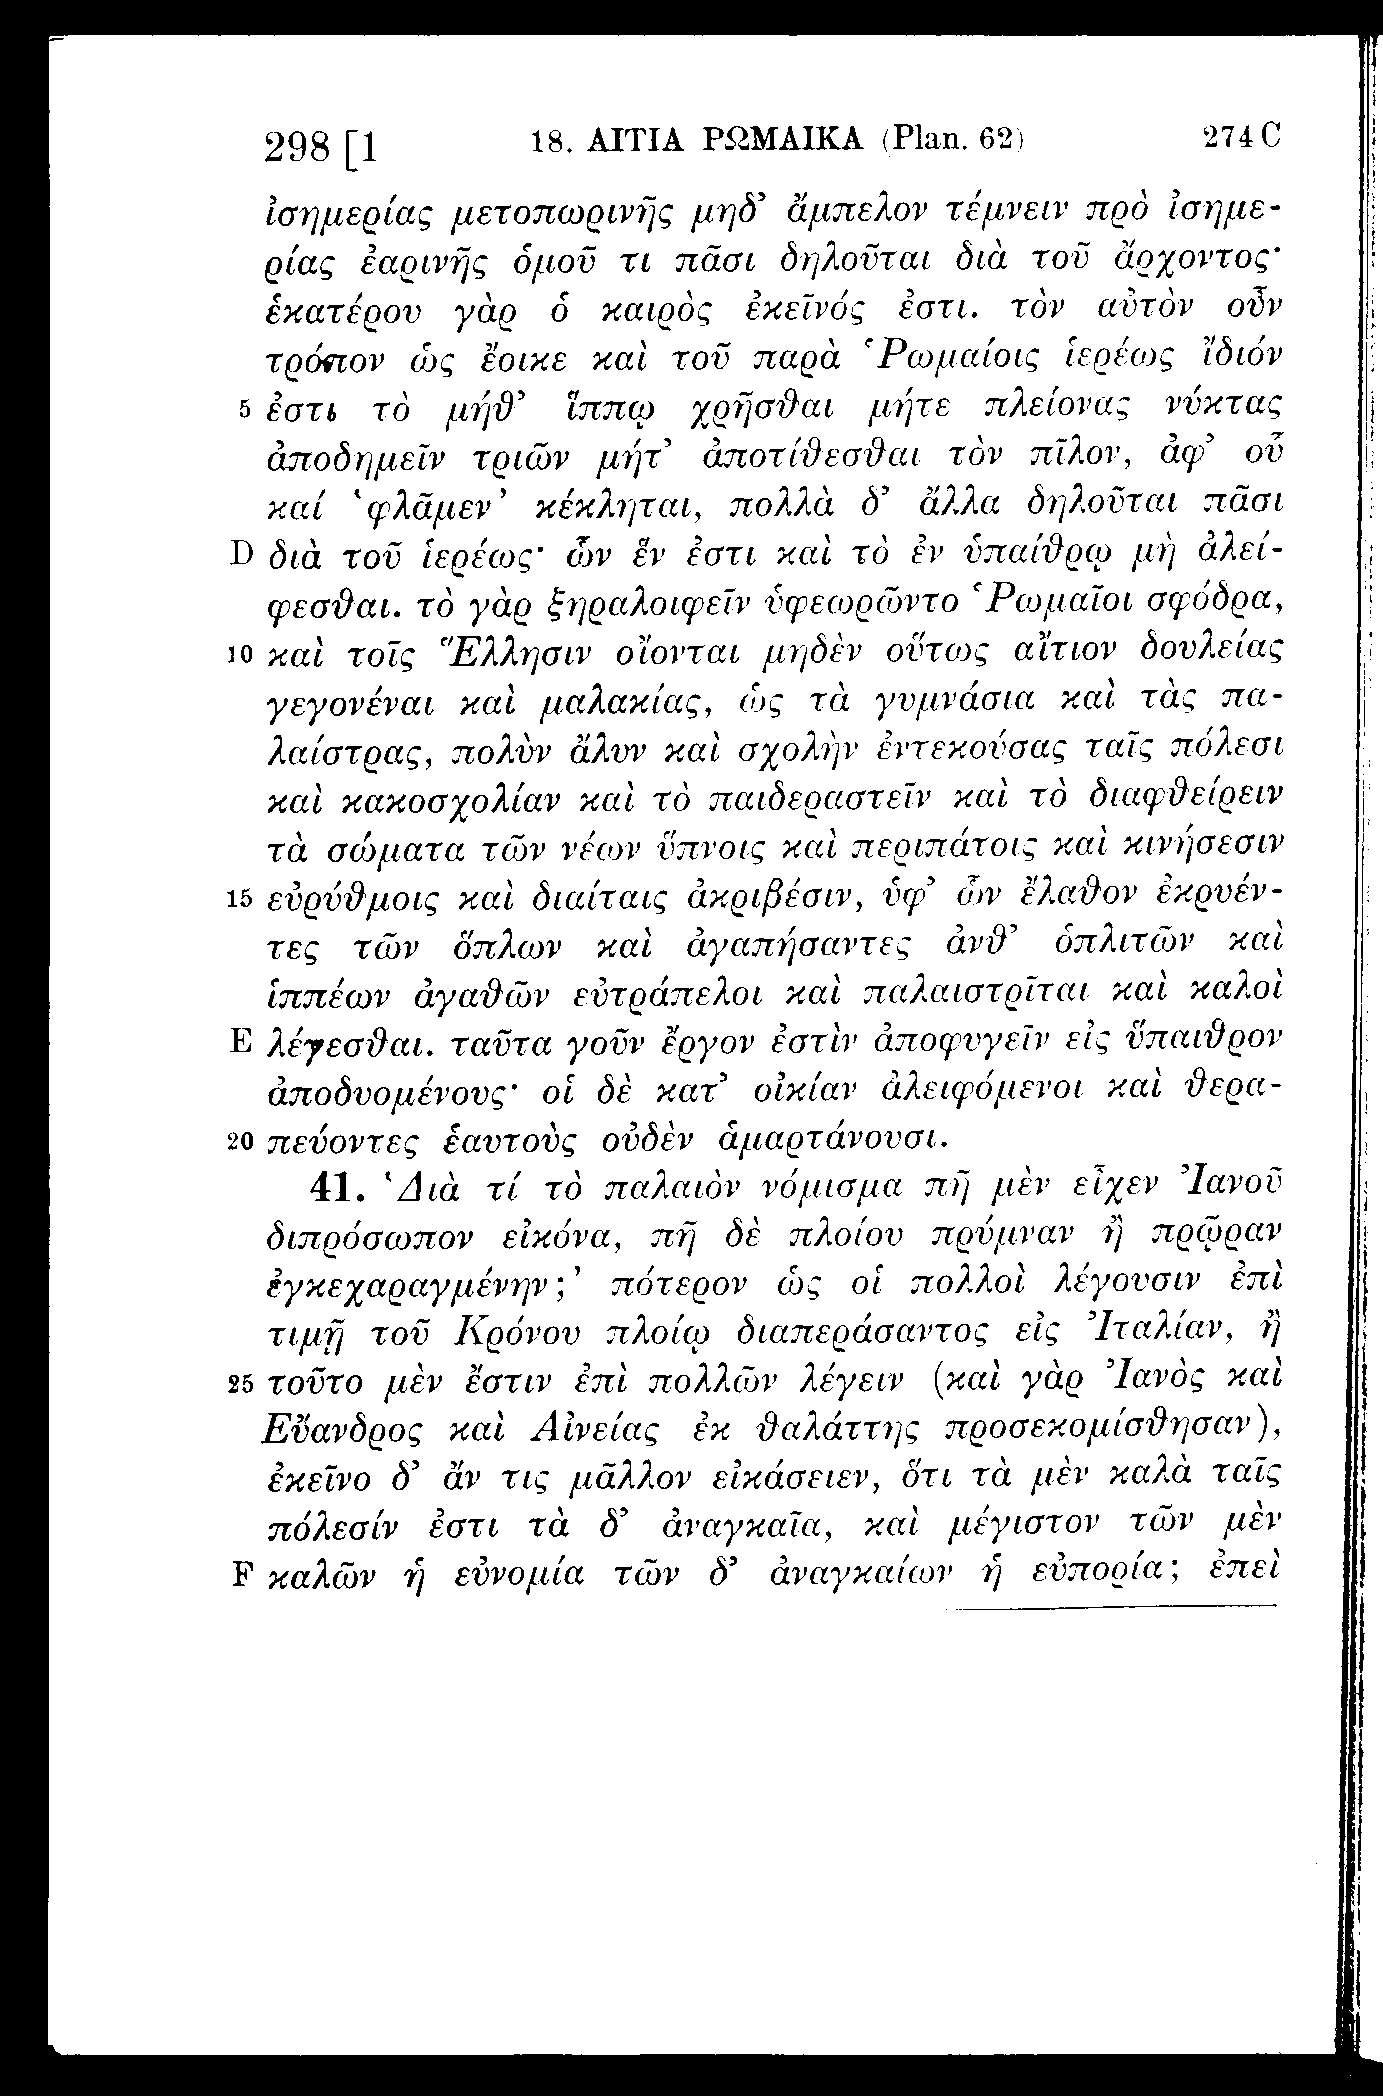 298 [1 18. ΑΙΤΙΑ ΡΩΜΑΙΚΑ (Plan. 62) 274 C
ἰσημερίας μετοπωρινῆς μηδ’ ἄμπελον τέμνειν πρὸ ἰσημε-
ρίας ἐαρινῆς ὁμοῦ τι πᾶσι δηλοῦται διὰ τοῦ ἄρχοντος·
ἑκατέρου γὰρ ὁ καιρὸς ἐκεῖνός ἐστι. τὸν αὐτὸν οὖν
τρόπον ὡς ἔοικε καὶ τοῦ παρὰ Ῥωμαίοις ἱερέως ἴδιόν
5 ἐστι τὸ μήθ’ ἵππῳ χρῆσθαι μήτε πλείονας νύκτας
ἀποδημεῖν τριῶν μήτ’ ἀποτίθεσθαι τὸν πῖλον, ἀφ’ οὗ
καί ‘φλᾶμεν’ κέκληται, πολλὰ δ’ ἄλλα δηλοῦται πᾶσι
D διὰ τοῦ ἱερέως· ὧν ἕν ἐστι καὶ τὸ ἐν ὑπαίθρῳ μὴ ἀλεί-
φεσθαι. τὸ γὰρ ξηραλοιφεῖν ὑφεωρῶντο Ῥωμαῖοι σφόδρα,
10 καὶ τοῖς Ἕλλησιν οἴονται μηδὲν οὕτως αἴτιον δουλείας
γεγονέναι καὶ μαλακίας, ὡς τὰ γυμνάσια καὶ τὰς πα-
λαίστρας, πολὺν ἄλυν καὶ σχολὴν ἐντεκούσας ταῖς πόλεσι
καὶ κακοσχολίαν καὶ τὸ παιδεραστεῖν καὶ τὸ διαφθείρειν
τὰ σώματα τῶν νέων ὕπνοις καὶ περιπάτοις καὶ κινήσεσιν
15 εὐρύθμοις καὶ διαίταις ἀκριβέσιν, ὑφ’ ὧν ἔλαθον ἐκρυέν-
τες τῶν ὅπλων καὶ ἀγαπήσαντες ἀνθ’ ὁπλιτῶν καὶ
ἱππέων ἀγαθῶν εὐτράπελοι καὶ παλαιστρῖται καὶ καλοὶ
E λέγεσθαι. ταῦτα γοῦν ἔργον ἐστὶν ἀποφυγεῖν εἰς ὕπαιθρον
ἀποδυομένους· οἱ δὲ κατ’ οἰκίαν ἀλειφόμενοι καὶ θερα-
20 πεύοντες ἑαυτοὺς οὐδὲν ἁμαρτάνουσι.
41. ‘Διὰ τί τὸ παλαιὸν νόμισμα πῆ μὲν εἶχεν Ἰανοῦ
διπρόσωπον εἰκόνα, πῆ δὲ πλοίου πρύμναν ἢ πρῷραν
ἐγκεχαραγμένην;’ πότερον ὡς οἱ πολλοὶ λέγουσιν ἐπὶ
τιμῇ τοῦ Κρόνου πλοίῳ διαπεράσαντος εἰς Ἰταλίαν, ἢ
25 τοῦτο μὲν ἔστιν ἐπὶ πολλῶν λέγειν (καὶ γὰρ Ἰανὸς καὶ
Εὔανδρος καὶ Αἰνείας ἐκ θαλάττης προσεκομίσθησαν),
ἐκεῖνο δ’ ἄν τις μᾶλλον εἰκάσειεν, ὅτι τὰ μὲν καλὰ ταῖς
πόλεσίν ἐστι τὰ δ’ ἀναγκαῖα, καὶ μέγιστον τῶν μὲν
F καλῶν ἡ εὐνομία τῶν δ’ ἀναγκαίων ἡ εὐπορία; ἐπεὶ